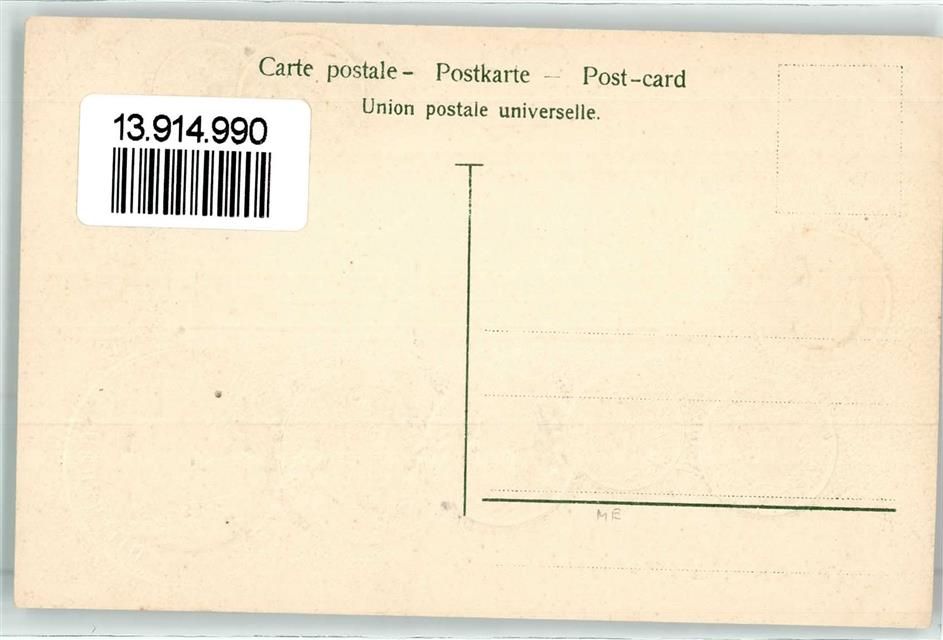 Carte postale - Postkarte — Post-card
Union postale universelle.
13.914.990
ME